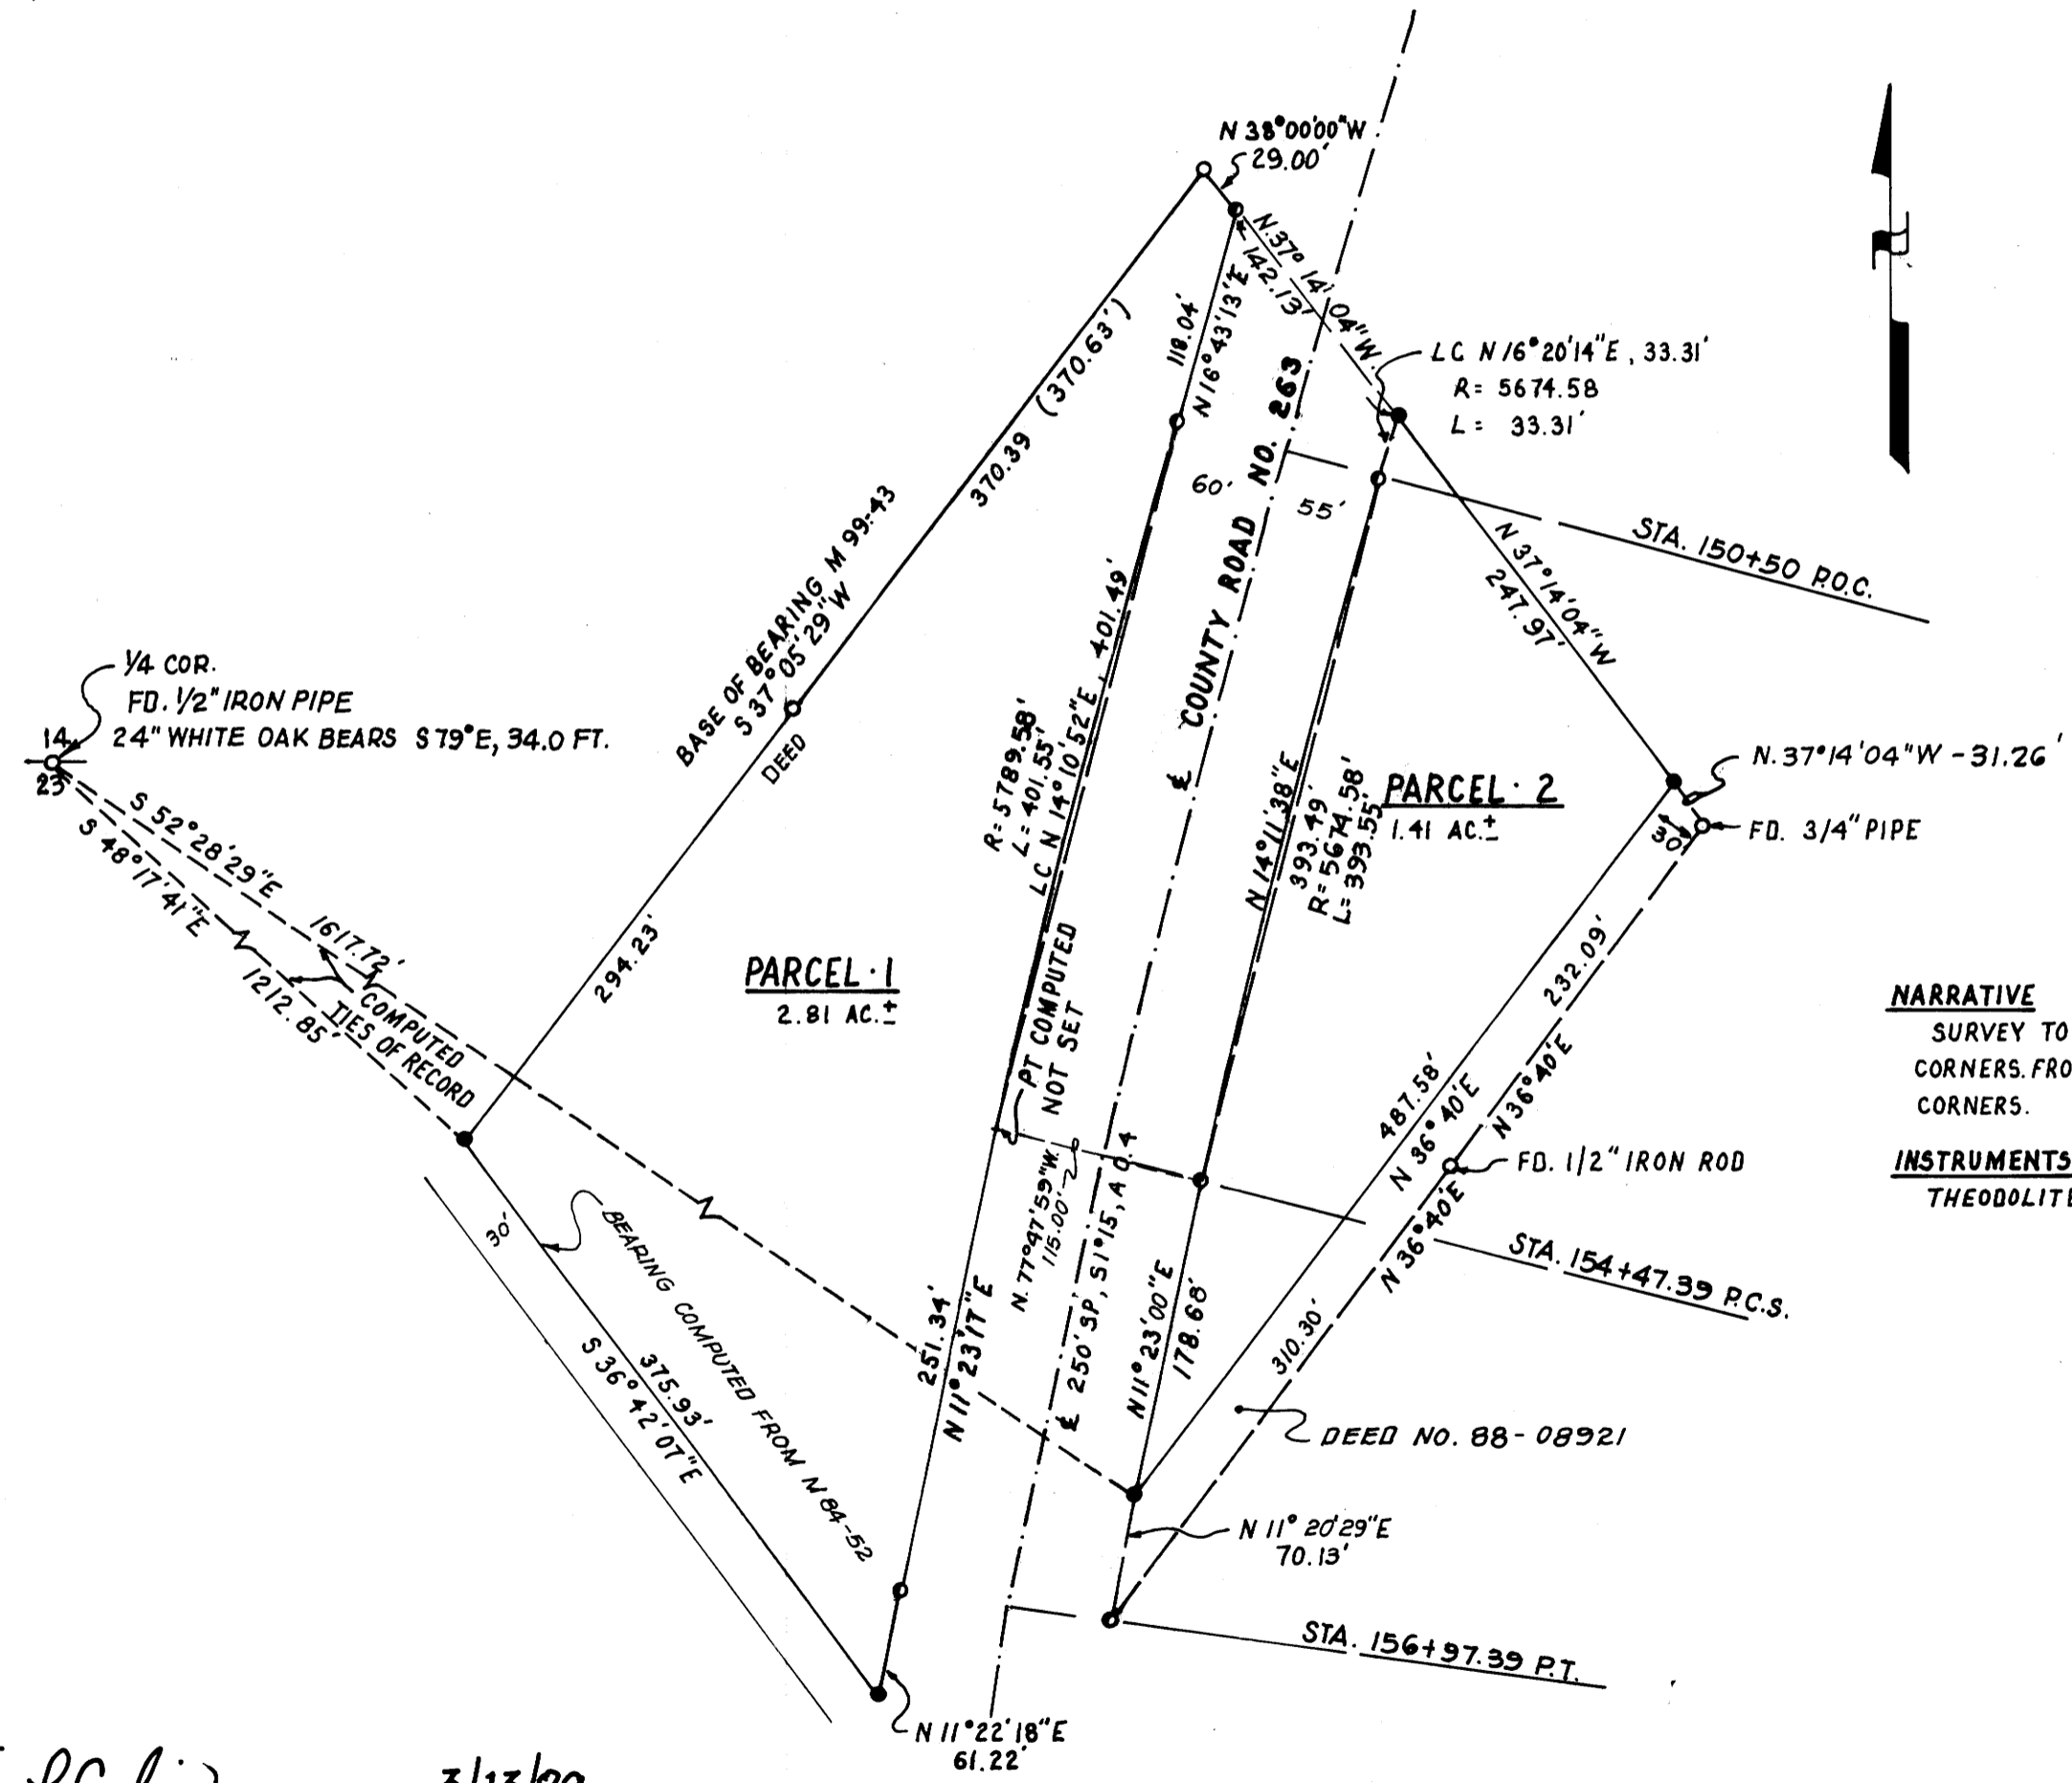 N 38°00'00"W
29.00'
N.37° 14' 04"W.
142.13'
118.04'
N 16°43'13"E
LC N 16°20'14"E, 33.31'
R= 5674.58
L= 33.31'
370.39 (370.63')
60'
55'
COUNTY ROAD NO. 263
STA. 150+50 P.O.C.
N 37°14'04"W
247.97'
BASE OF BEARING M 99-43
S 37°05'29"W
DEED
1/4 COR.
FD. 1/2" IRON PIPE
24" WHITE OAK BEARS S 79°E, 34.0 FT.
14
23
S 52°28'29"E
1617.72'
S 48°17'41"E
1212.85'
COMPUTED
TIES OF RECORD
294.23'
R= 5789.58'
L= 401.55'
LC N 14°10'52"E, 401.49'
PARCEL · 1
2.81 AC.±
N 14°11'38"E
393.49'
R= 5674.58'
L= 393.55'
PARCEL · 2
1.41 AC.±
N. 37°14'04"W - 31.26'
FD. 3/4" PIPE
30'
232.09'
N 36°40'E
487.58'
N 36°40'E
FD. 1/2" IRON ROD
N 36°40'E
310.30'
NARRATIVE
SURVEY TO
CORNERS. FRO
CORNERS.
INSTRUMENTS
THEODOLITE
PT COMPUTED
NOT SET
N. 77°47'59"W.
115.00'
℄
℄ 250' SP, S1°15, A 0.4
STA. 154+47.39 P.C.S.
30'
BEARING COMPUTED FROM M 84-52
375.93'
S 36°42'07"E
251.34'
N 11°23'17"E
N 11°23'00"E
178.68'
DEED NO. 88-08921
N 11° 20'29"E
70.13'
STA. 156+97.39 P.T.
N 11°22'18"E
61.22'